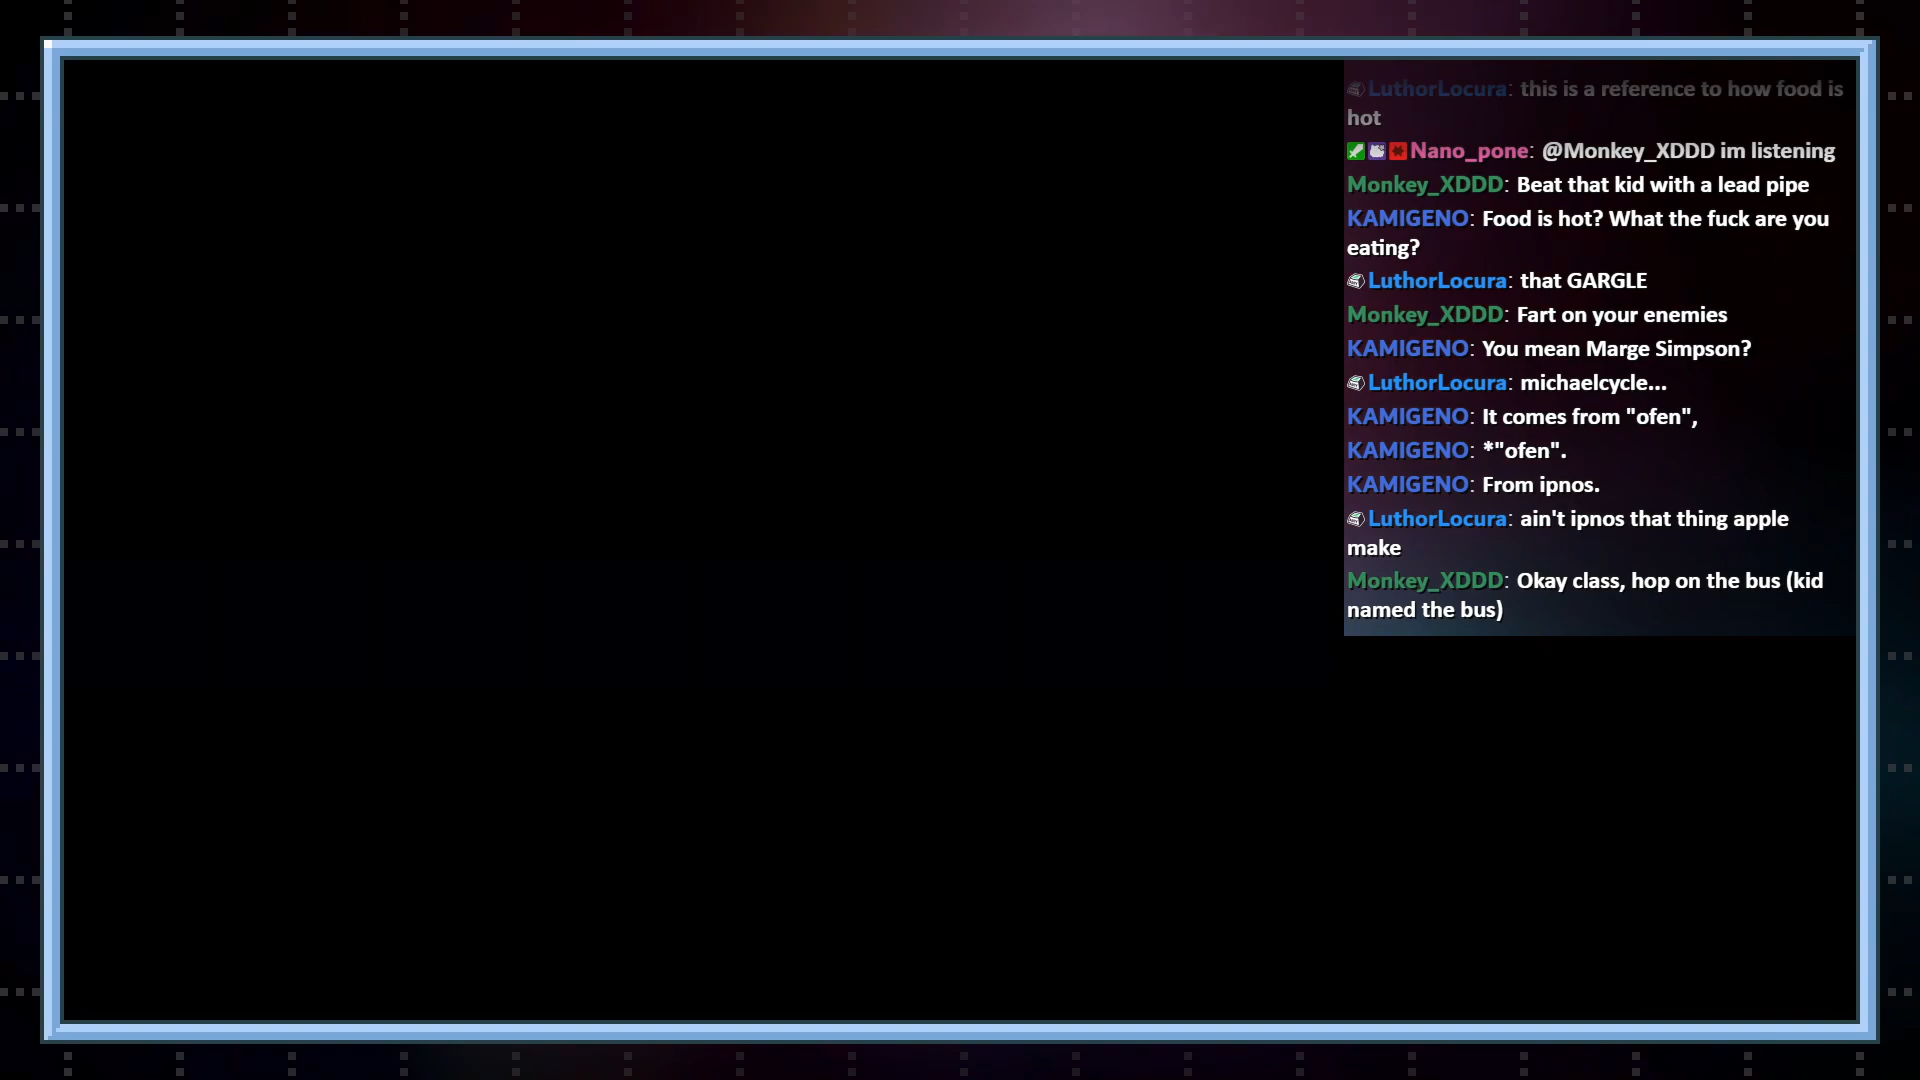 LuthorLocura: this is a reference to how food is
hot
Nano_pone: @Monkey_XDDD im listening
Monkey_XDDD: Beat that kid with a lead pipe
KAMIGENO: Food is hot? What the fuck are you
eating?
LuthorLocura: that GARGLE
Monkey_XDDD: Fart on your enemies
KAMIGENO: You mean Marge Simpson?
LuthorLocura: michaelcycle...
KAMIGENO: It comes from "ofen",
KAMIGENO: *"ofen".
KAMIGENO: From ipnos.
LuthorLocura: ain't ipnos that thing apple
make
Monkey_XDDD: Okay class, hop on the bus (kid
named the bus)